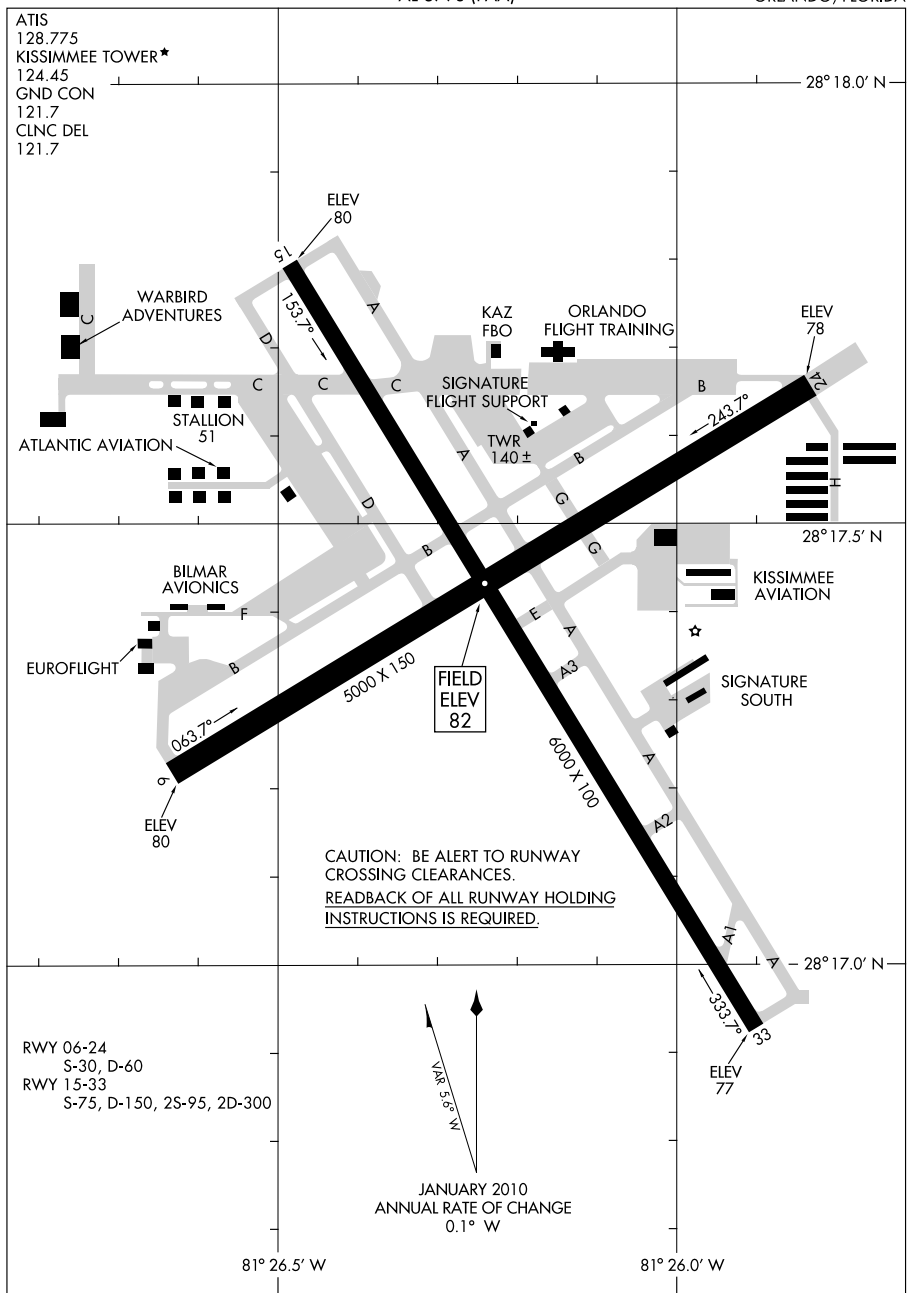 AL-5793 (FAA)
ORLANDO, FLORIDA
ATIS
128.775
KISSIMMEE TOWER★
124.45
GND CON
121.7
CLNC DEL
121.7
28° 18.0' N
ELEV
80
15
153.7°
A
D
WARBIRD
ADVENTURES
C
KAZ
FBO
ORLANDO
FLIGHT TRAINING
ELEV
78
24
243.7°
C
C
C
B
SIGNATURE
FLIGHT SUPPORT
STALLION
51
ATLANTIC AVIATION
TWR
140 ±
A
B
D
G
H
B
G
28° 17.5' N
BILMAR
AVIONICS
F
KISSIMMEE
AVIATION
E
A
EUROFLIGHT
B
5000 X 150
FIELD
ELEV
82
A3
SIGNATURE
SOUTH
063.7°
6
ELEV
80
6000 X 100
A
A2
CAUTION: BE ALERT TO RUNWAY
CROSSING CLEARANCES.
READBACK OF ALL RUNWAY HOLDING
INSTRUCTIONS IS REQUIRED.
A1
A
28° 17.0' N
333.7°
33
ELEV
77
RWY 06-24
S-30, D-60
RWY 15-33
S-75, D-150, 2S-95, 2D-300
VAR 5.6° W
JANUARY 2010
ANNUAL RATE OF CHANGE
0.1° W
81° 26.5' W
81° 26.0' W